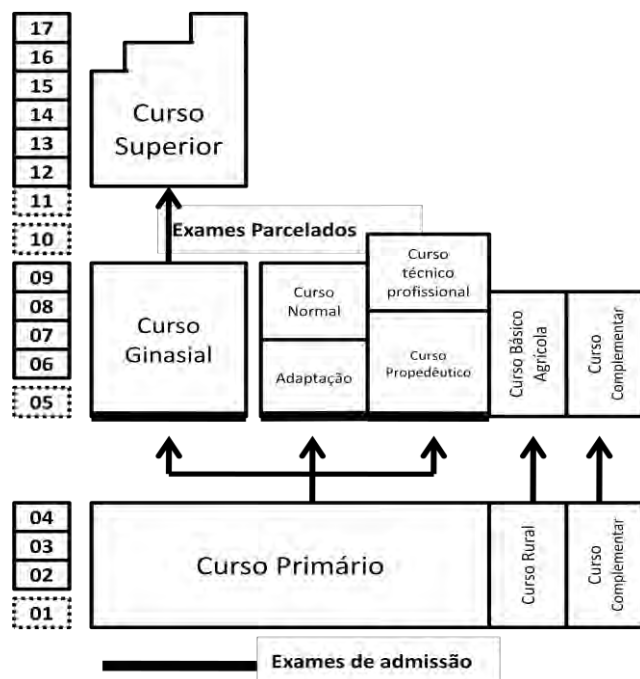 17
16
15
14
13
12
11
10
09
08
07
06
05
04
03
02
01
Curso
Superior
Exames Parcelados
Curso
Ginasial
Curso
Normal
Adaptação
Curso
técnico
profissional
Curso
Propedêutico
Curso Básico
Agrícola
Curso
Complementar
Curso Primário
Curso Rural
Curso
Complementar
Exames de admissão